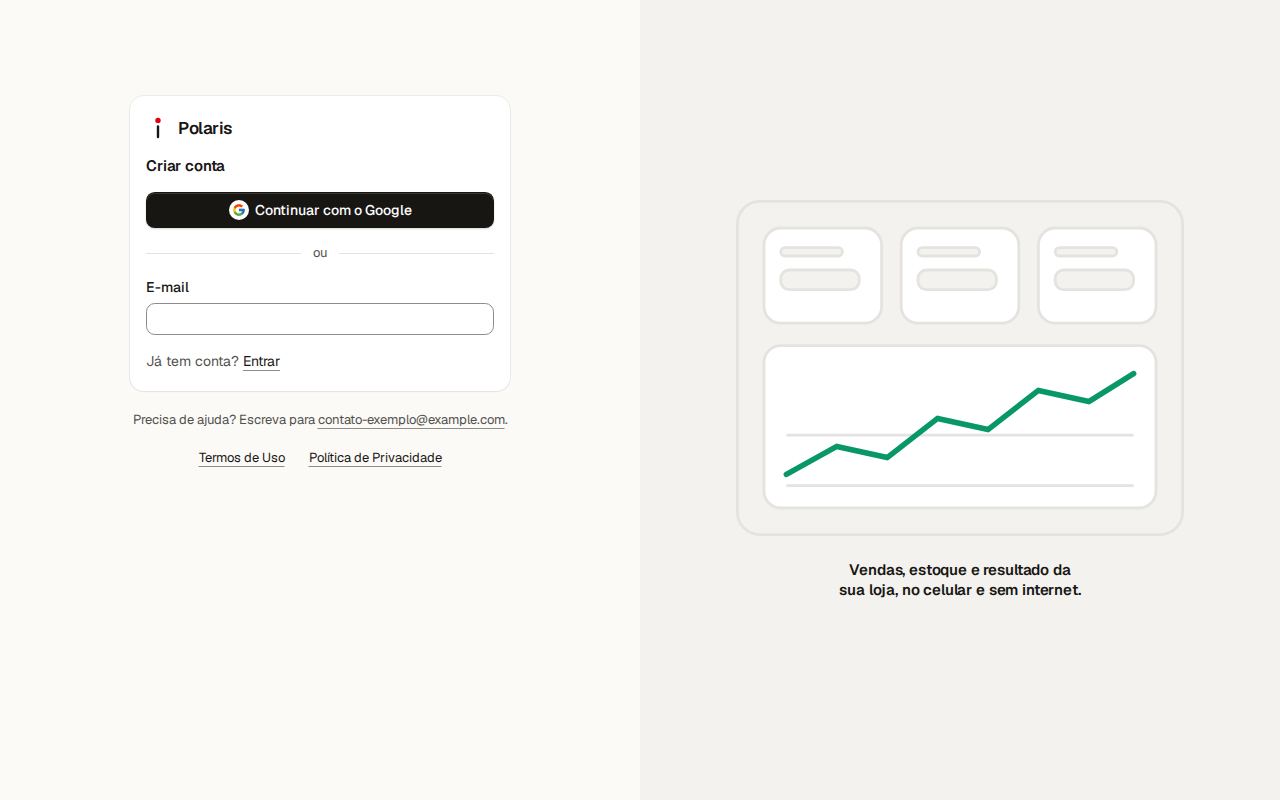 Polaris
Criar conta
Continuar com o Google
ou
E-mail
Já tem conta? Entrar
Precisa de ajuda? Escreva para contato-exemplo@example.com.
Termos de Uso Política de Privacidade
Vendas, estoque e resultado da
sua loja, no celular e sem internet.